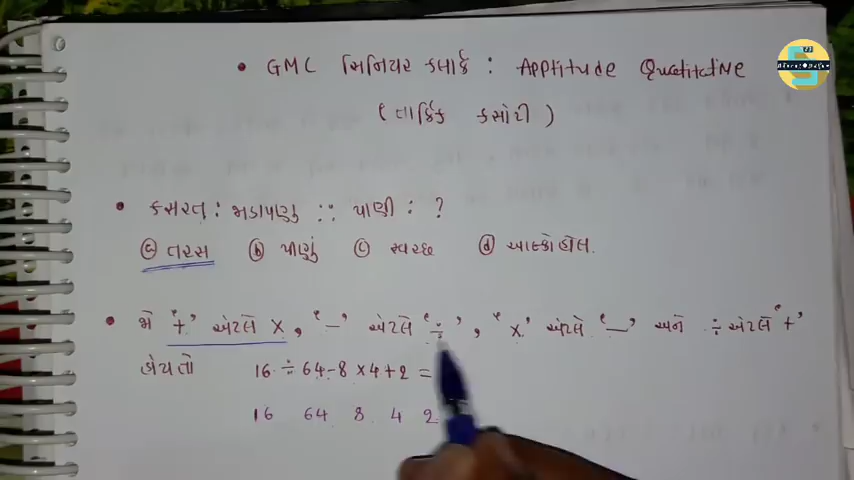 • GMC સિનિયર ક્લાર્ક : Apptitude Quatitative
(તાર્કિક કસોટી)
• કસરત : જાડાપણું :: પાણી : ?
ⓐ તરસ ⓑ પીણું ⓒ સ્વચ્છ ⓓ આલ્કોહોલ.
• જો '+' એટલે ×, '−' એટલે '÷', '×' એટલે '−' અને ÷ એટલે '+'
હોય તો 16 ÷ 64 − 8 × 4 + 2 =
16 64 8 4 2